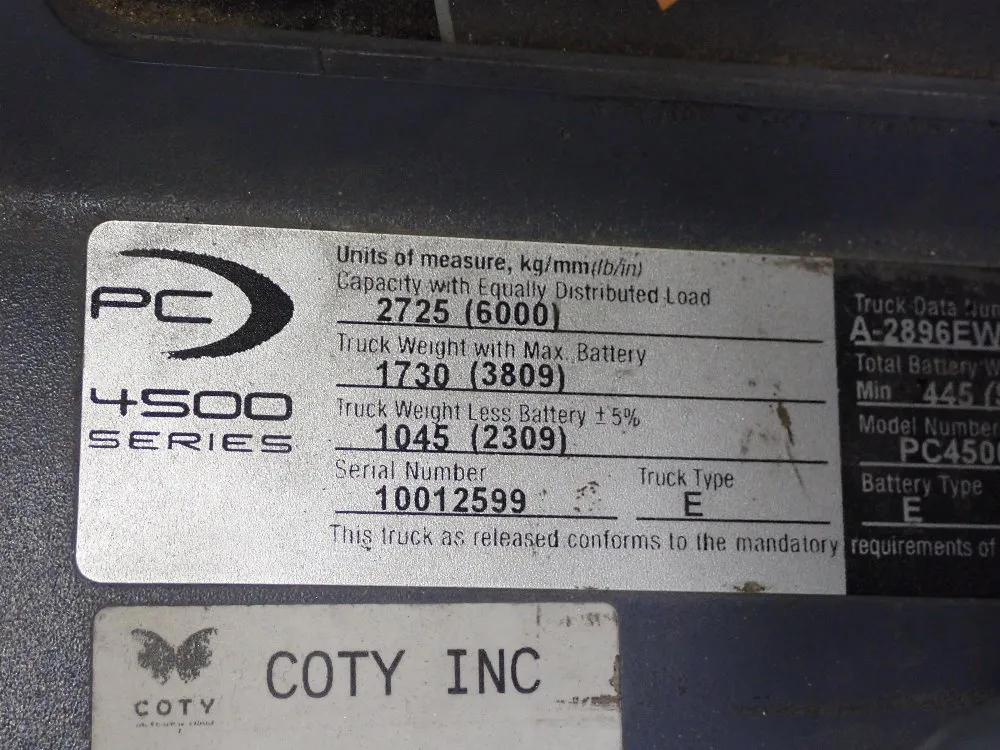 PC
4500
SERIES
Units of measure, kg/mm(lb/in)
Capacity with Equally Distributed Load
2725 (6000)
Truck Weight with Max. Battery
1730 (3809)
Truck Weight Less Battery ±5%
1045 (2309)
Serial Number
10012599
Truck Type
E
This truck as released conforms to the mandatory requirements of
Truck Data
A-2896EW
Total Battery
Min 445
Model Number
PC450
Battery Type
E
COTY
COTY INC